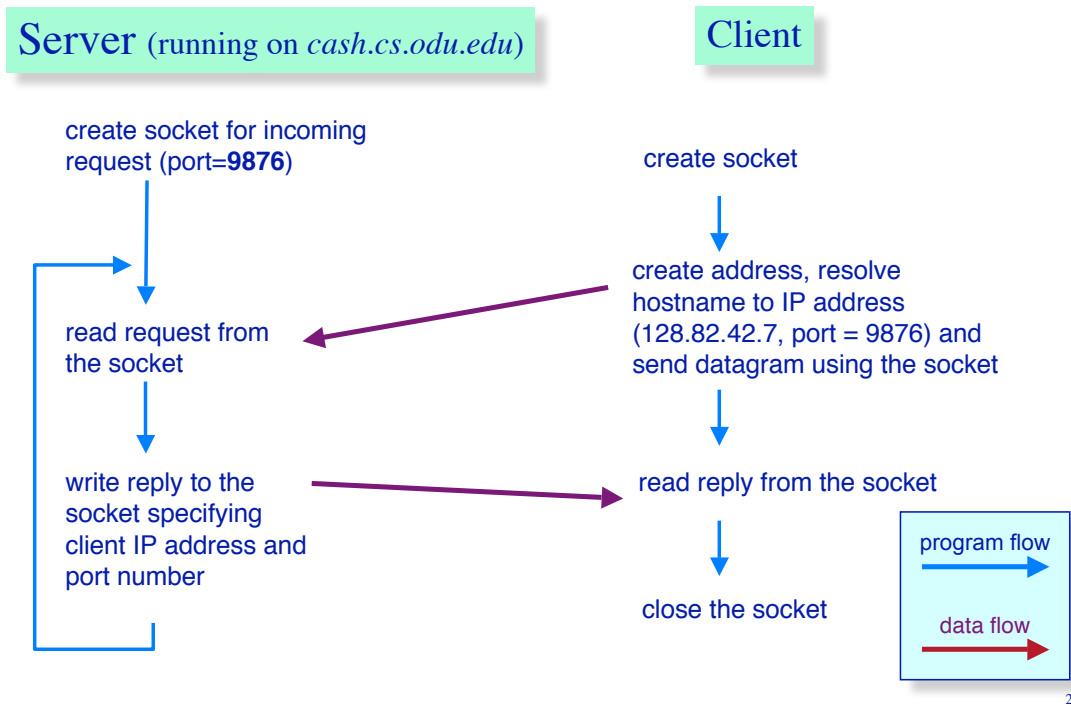 Server (running on cash.cs.odu.edu)
Client
create socket for incoming
request (port=9876)
read request from
the socket
write reply to the
socket specifying
client IP address and
port number
create socket
create address, resolve
hostname to IP address
(128.82.42.7, port = 9876) and
send datagram using the socket
read reply from the socket
close the socket
program flow
data flow
2